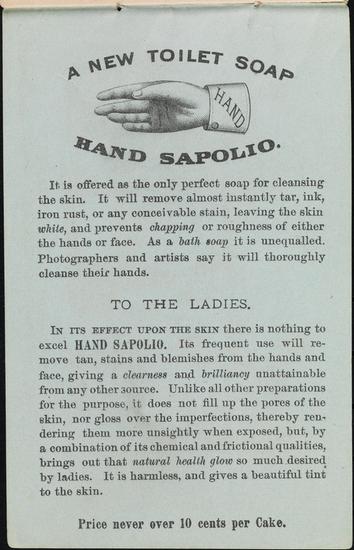 A NEW TOILET SOAP
HAND
HAND SAPOLIO.
It is offered as the only perfect soap for cleansing
the skin. It will remove almost instantly tar, ink,
iron rust, or any conceivable stain, leaving the skin
white, and prevents chapping or roughness of either
the hands or face. As a bath soap it is unequalled.
Photographers and artists say it will thoroughly
cleanse their hands.
TO THE LADIES.
IN ITS EFFECT UPON THE SKIN there is nothing to
excel HAND SAPOLIO. Its frequent use will re-
move tan, stains and blemishes from the hands and
face, giving a clearness and brilliancy unattainable
from any other source. Unlike all other preparations
for the purpose, it does not fill up the pores of the
skin, nor gloss over the imperfections, thereby ren-
dering them more unsightly when exposed, but, by
a combination of its chemical and frictional qualities,
brings out that natural health glow so much desired
by ladies. It is harmless, and gives a beautiful tint
to the skin.
Price never over 10 cents per Cake.